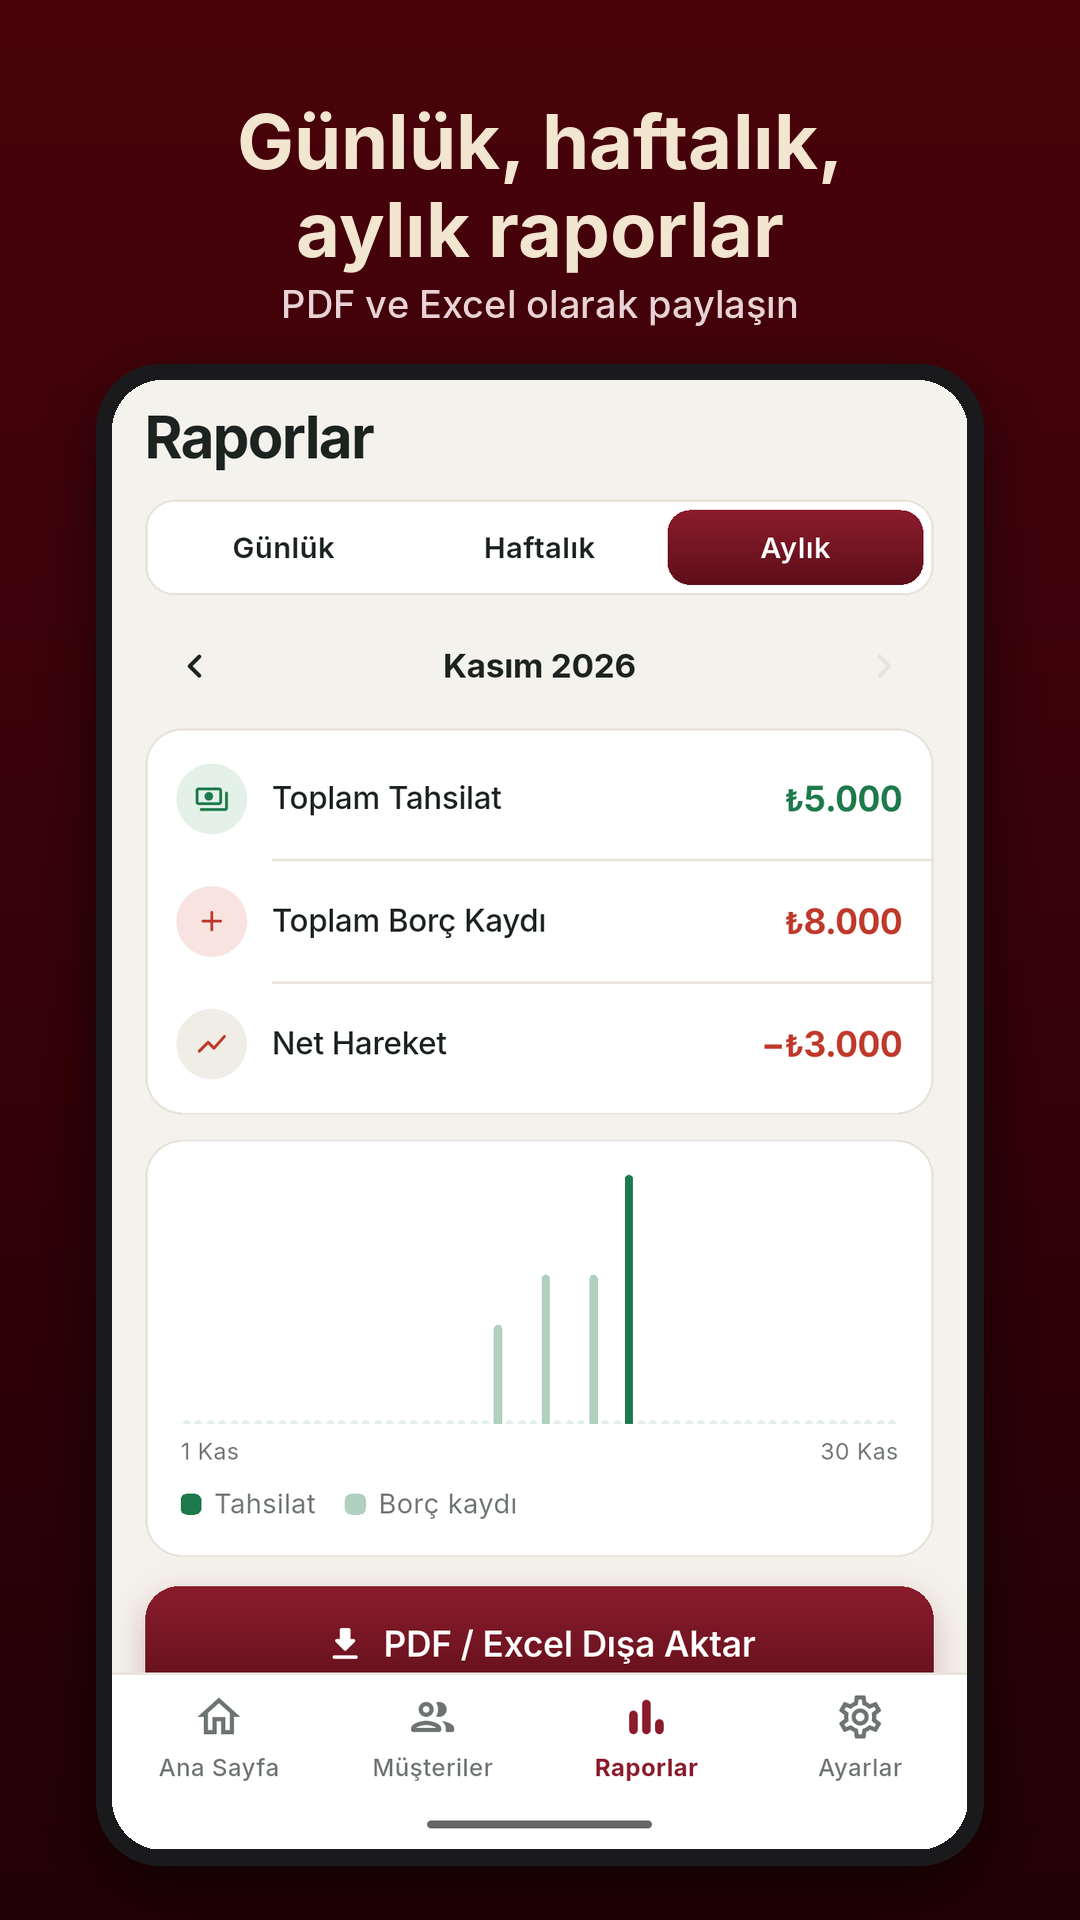 Günlük, haftalık,
aylık raporlar
PDF ve Excel olarak paylaşın
Raporlar
Günlük
Haftalık
Aylık
Kasım 2026
Toplam Tahsilat
₺5.000
Toplam Borç Kaydı
₺8.000
Net Hareket
–₺3.000
1 Kas
30 Kas
Tahsilat
Borç kaydı
PDF / Excel Dışa Aktar
Ana Sayfa
Müşteriler
Raporlar
Ayarlar